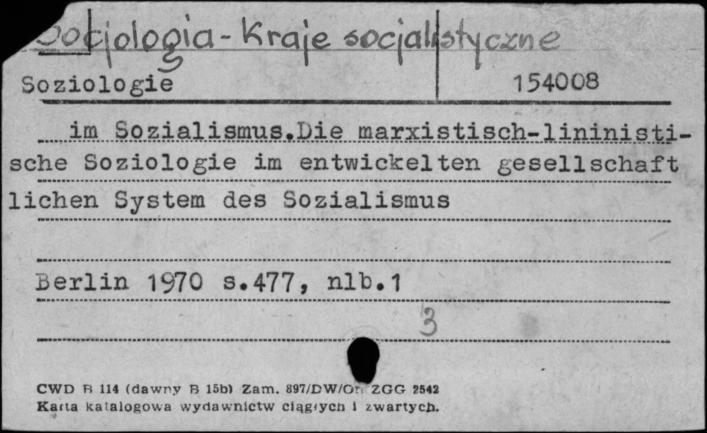 Socjologia - Kraje socjalistyczne
Soziologie 154008
im Sozialismus.Die marxistisch-lininisti-
sche Soziologie im entwickelten gesellschaft
lichen System des Sozialismus
Berlin 1970 s.477, nlb.1
3
CWD B 114 (dawny B 15b) Zam. 897/DW/On ZGG 2542
Karta katalogowa wydawnictw ciągłych i zwartych.